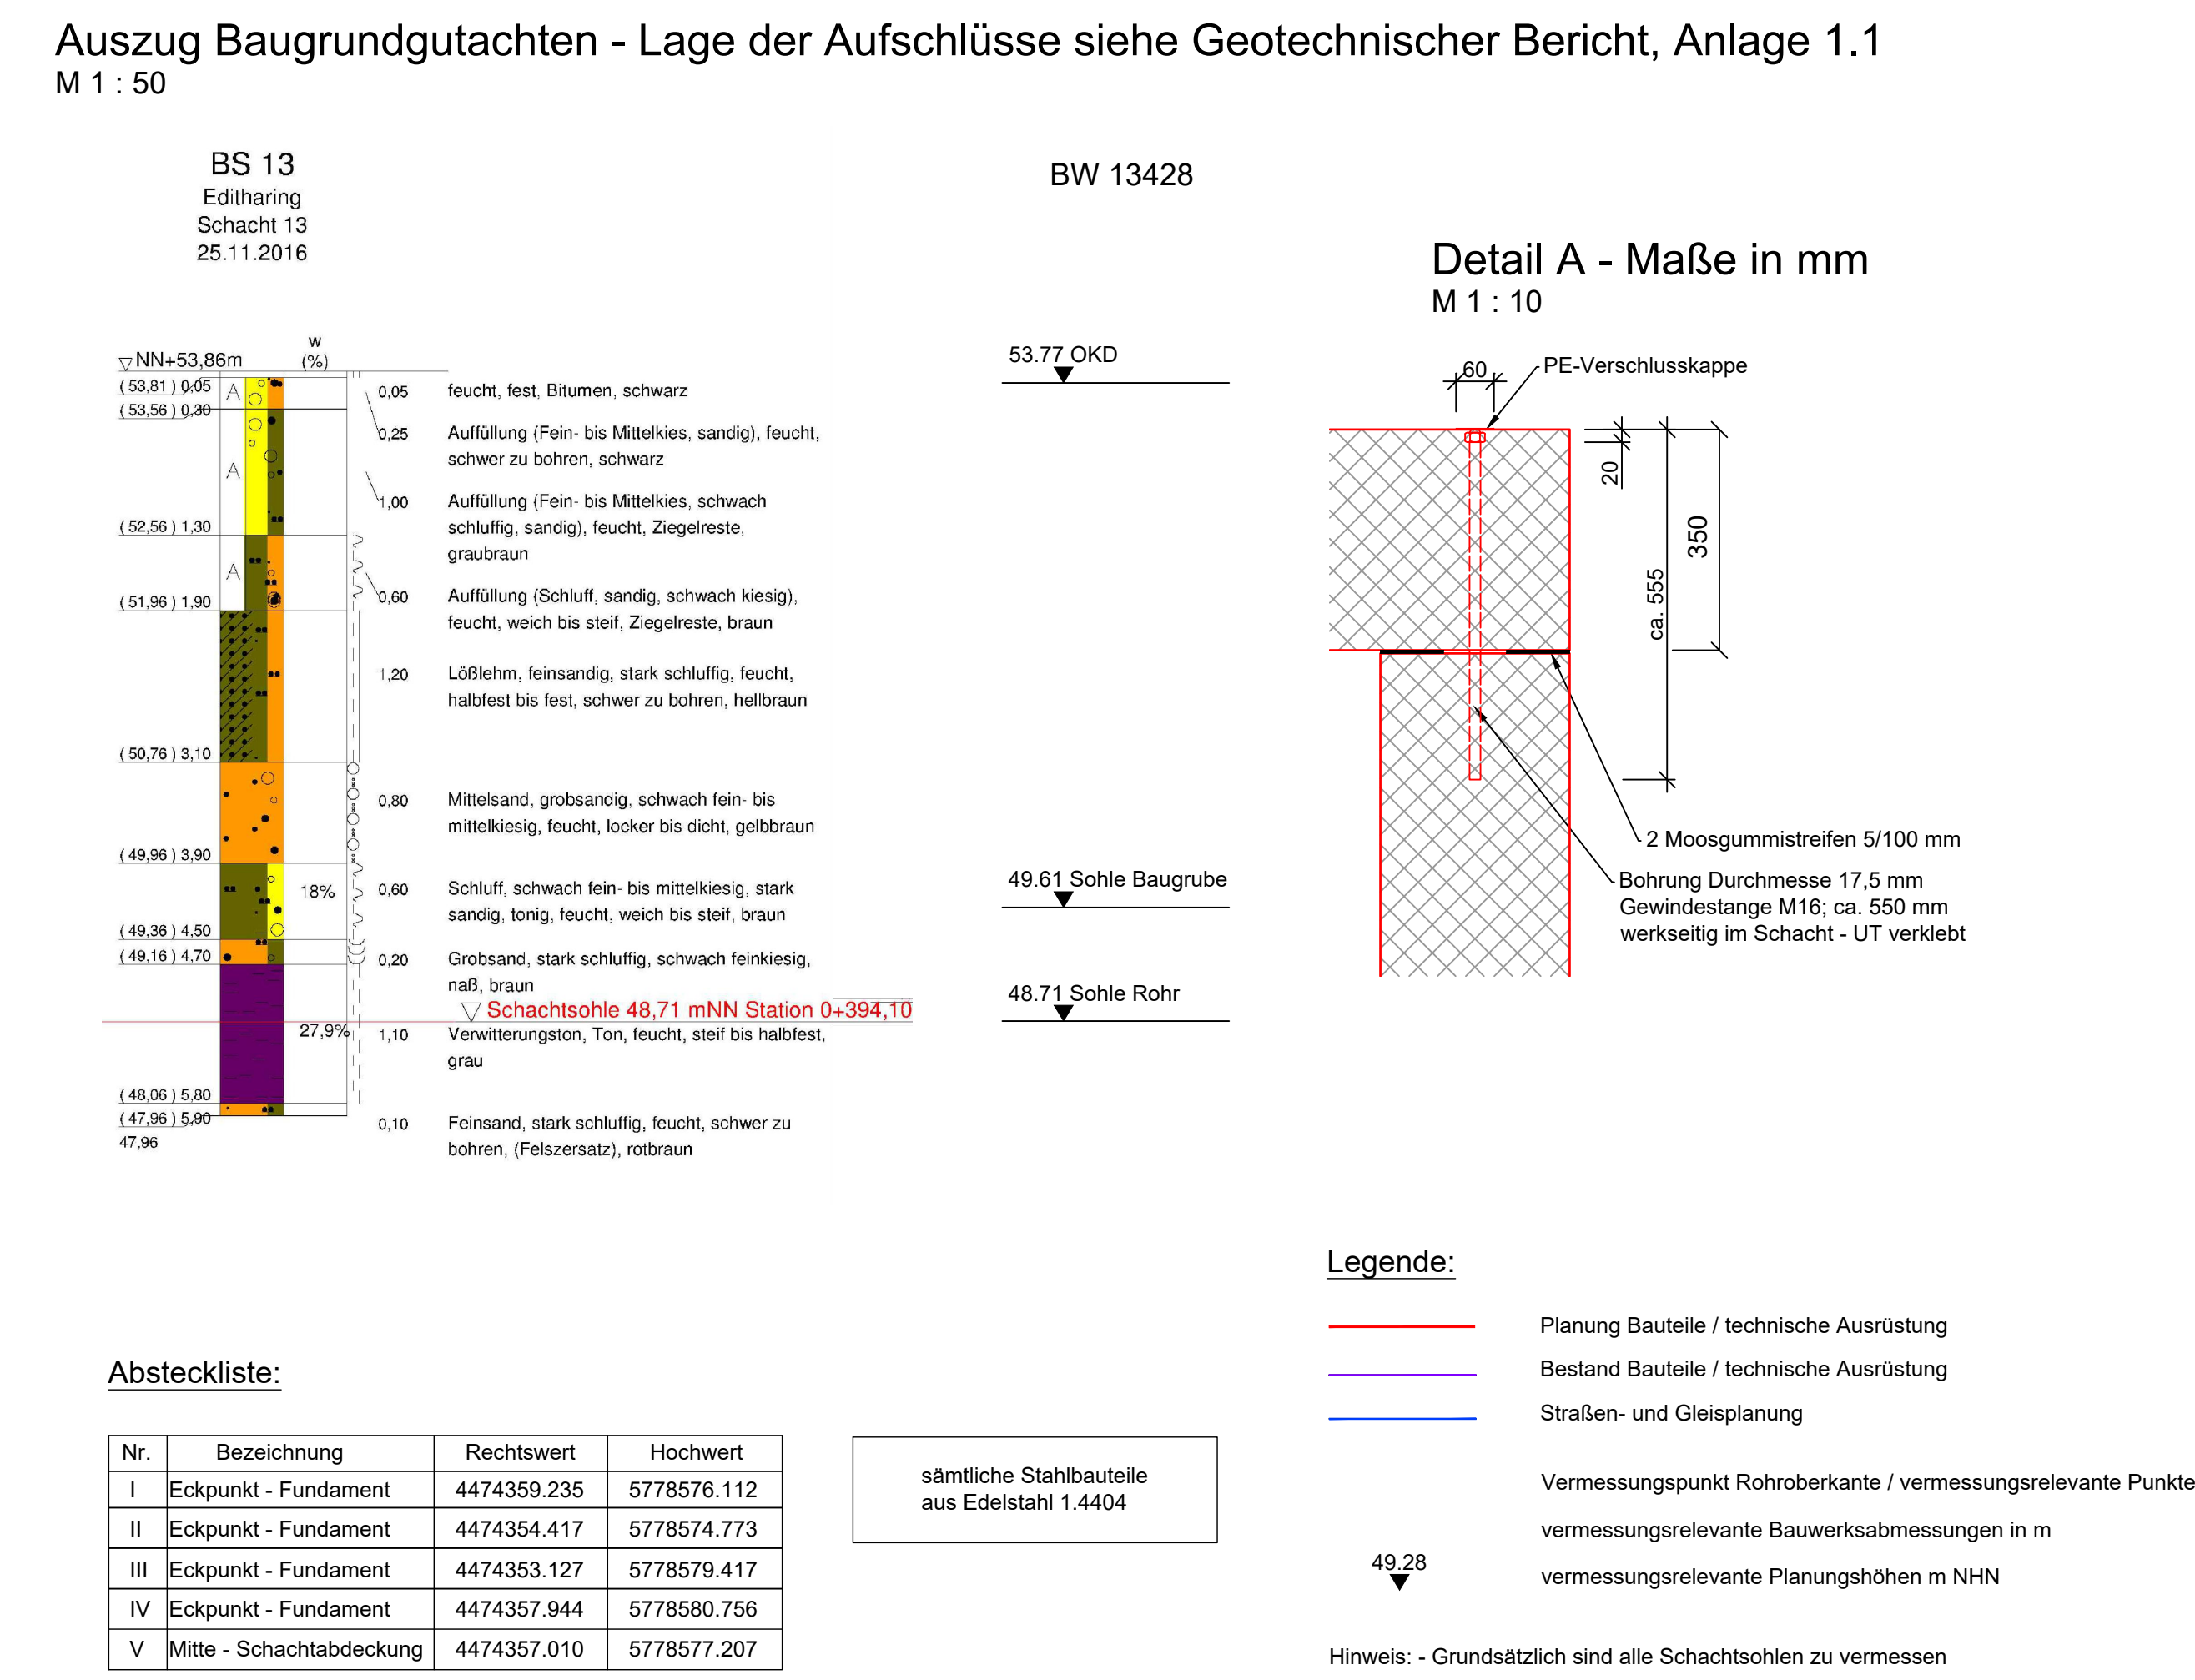 Auszug Baugrundgutachten - Lage der Aufschlüsse siehe Geotechnischer Bericht, Anlage 1.1
M 1 : 50
BS 13
Editharing
Schacht 13
25.11.2016
NN+53,86m
w
(%)
( 53,81 ) 0,05
A
0,05
feucht, fest, Bitumen, schwarz
( 53,56 ) 0,30
0,25
Auffüllung (Fein- bis Mittelkies, sandig), feucht,
schwer zu bohren, schwarz
A
1,00
Auffüllung (Fein- bis Mittelkies, schwach
schluffig, sandig), feucht, Ziegelreste,
graubraun
( 52,56 ) 1,30
A
0,60
Auffüllung (Schluff, sandig, schwach kiesig),
feucht, weich bis steif, Ziegelreste, braun
( 51,96 ) 1,90
1,20
Lößlehm, feinsandig, stark schluffig, feucht,
halbfest bis fest, schwer zu bohren, hellbraun
( 50,76 ) 3,10
0,80
Mittelsand, grobsandig, schwach fein- bis
mittelkiesig, feucht, locker bis dicht, gelbbraun
( 49,96 ) 3,90
18%
0,60
Schluff, schwach fein- bis mittelkiesig, stark
sandig, tonig, feucht, weich bis steif, braun
( 49,36 ) 4,50
( 49,16 ) 4,70
0,20
Grobsand, stark schluffig, schwach feinkiesig,
naß, braun
Schachtsohle 48,71 mNN Station 0+394,10
27,9%
1,10
Verwitterungston, Ton, feucht, steif bis halbfest,
grau
( 48,06 ) 5,80
( 47,96 ) 5,90
47,96
0,10
Feinsand, stark schluffig, feucht, schwer zu
bohren, (Felszersatz), rotbraun
BW 13428
53.77 OKD
49.61 Sohle Baugrube
48.71 Sohle Rohr
Detail A - Maße in mm
M 1 : 10
60
PE-Verschlusskappe
20
350
ca. 555
2 Moosgummistreifen 5/100 mm
Bohrung Durchmesse 17,5 mm
Gewindestange M16; ca. 550 mm
werkseitig im Schacht - UT verklebt
Absteckliste:
Nr. Bezeichnung Rechtswert Hochwert
I Eckpunkt - Fundament 4474359.235 5778576.112
II Eckpunkt - Fundament 4474354.417 5778574.773
III Eckpunkt - Fundament 4474353.127 5778579.417
IV Eckpunkt - Fundament 4474357.944 5778580.756
V Mitte - Schachtabdeckung 4474357.010 5778577.207
sämtliche Stahlbauteile
aus Edelstahl 1.4404
Legende:
Planung Bauteile / technische Ausrüstung
Bestand Bauteile / technische Ausrüstung
Straßen- und Gleisplanung
Vermessungspunkt Rohroberkante / vermessungsrelevante Punkte
vermessungsrelevante Bauwerksabmessungen in m
49.28
vermessungsrelevante Planungshöhen m NHN
Hinweis: - Grundsätzlich sind alle Schachtsohlen zu vermessen